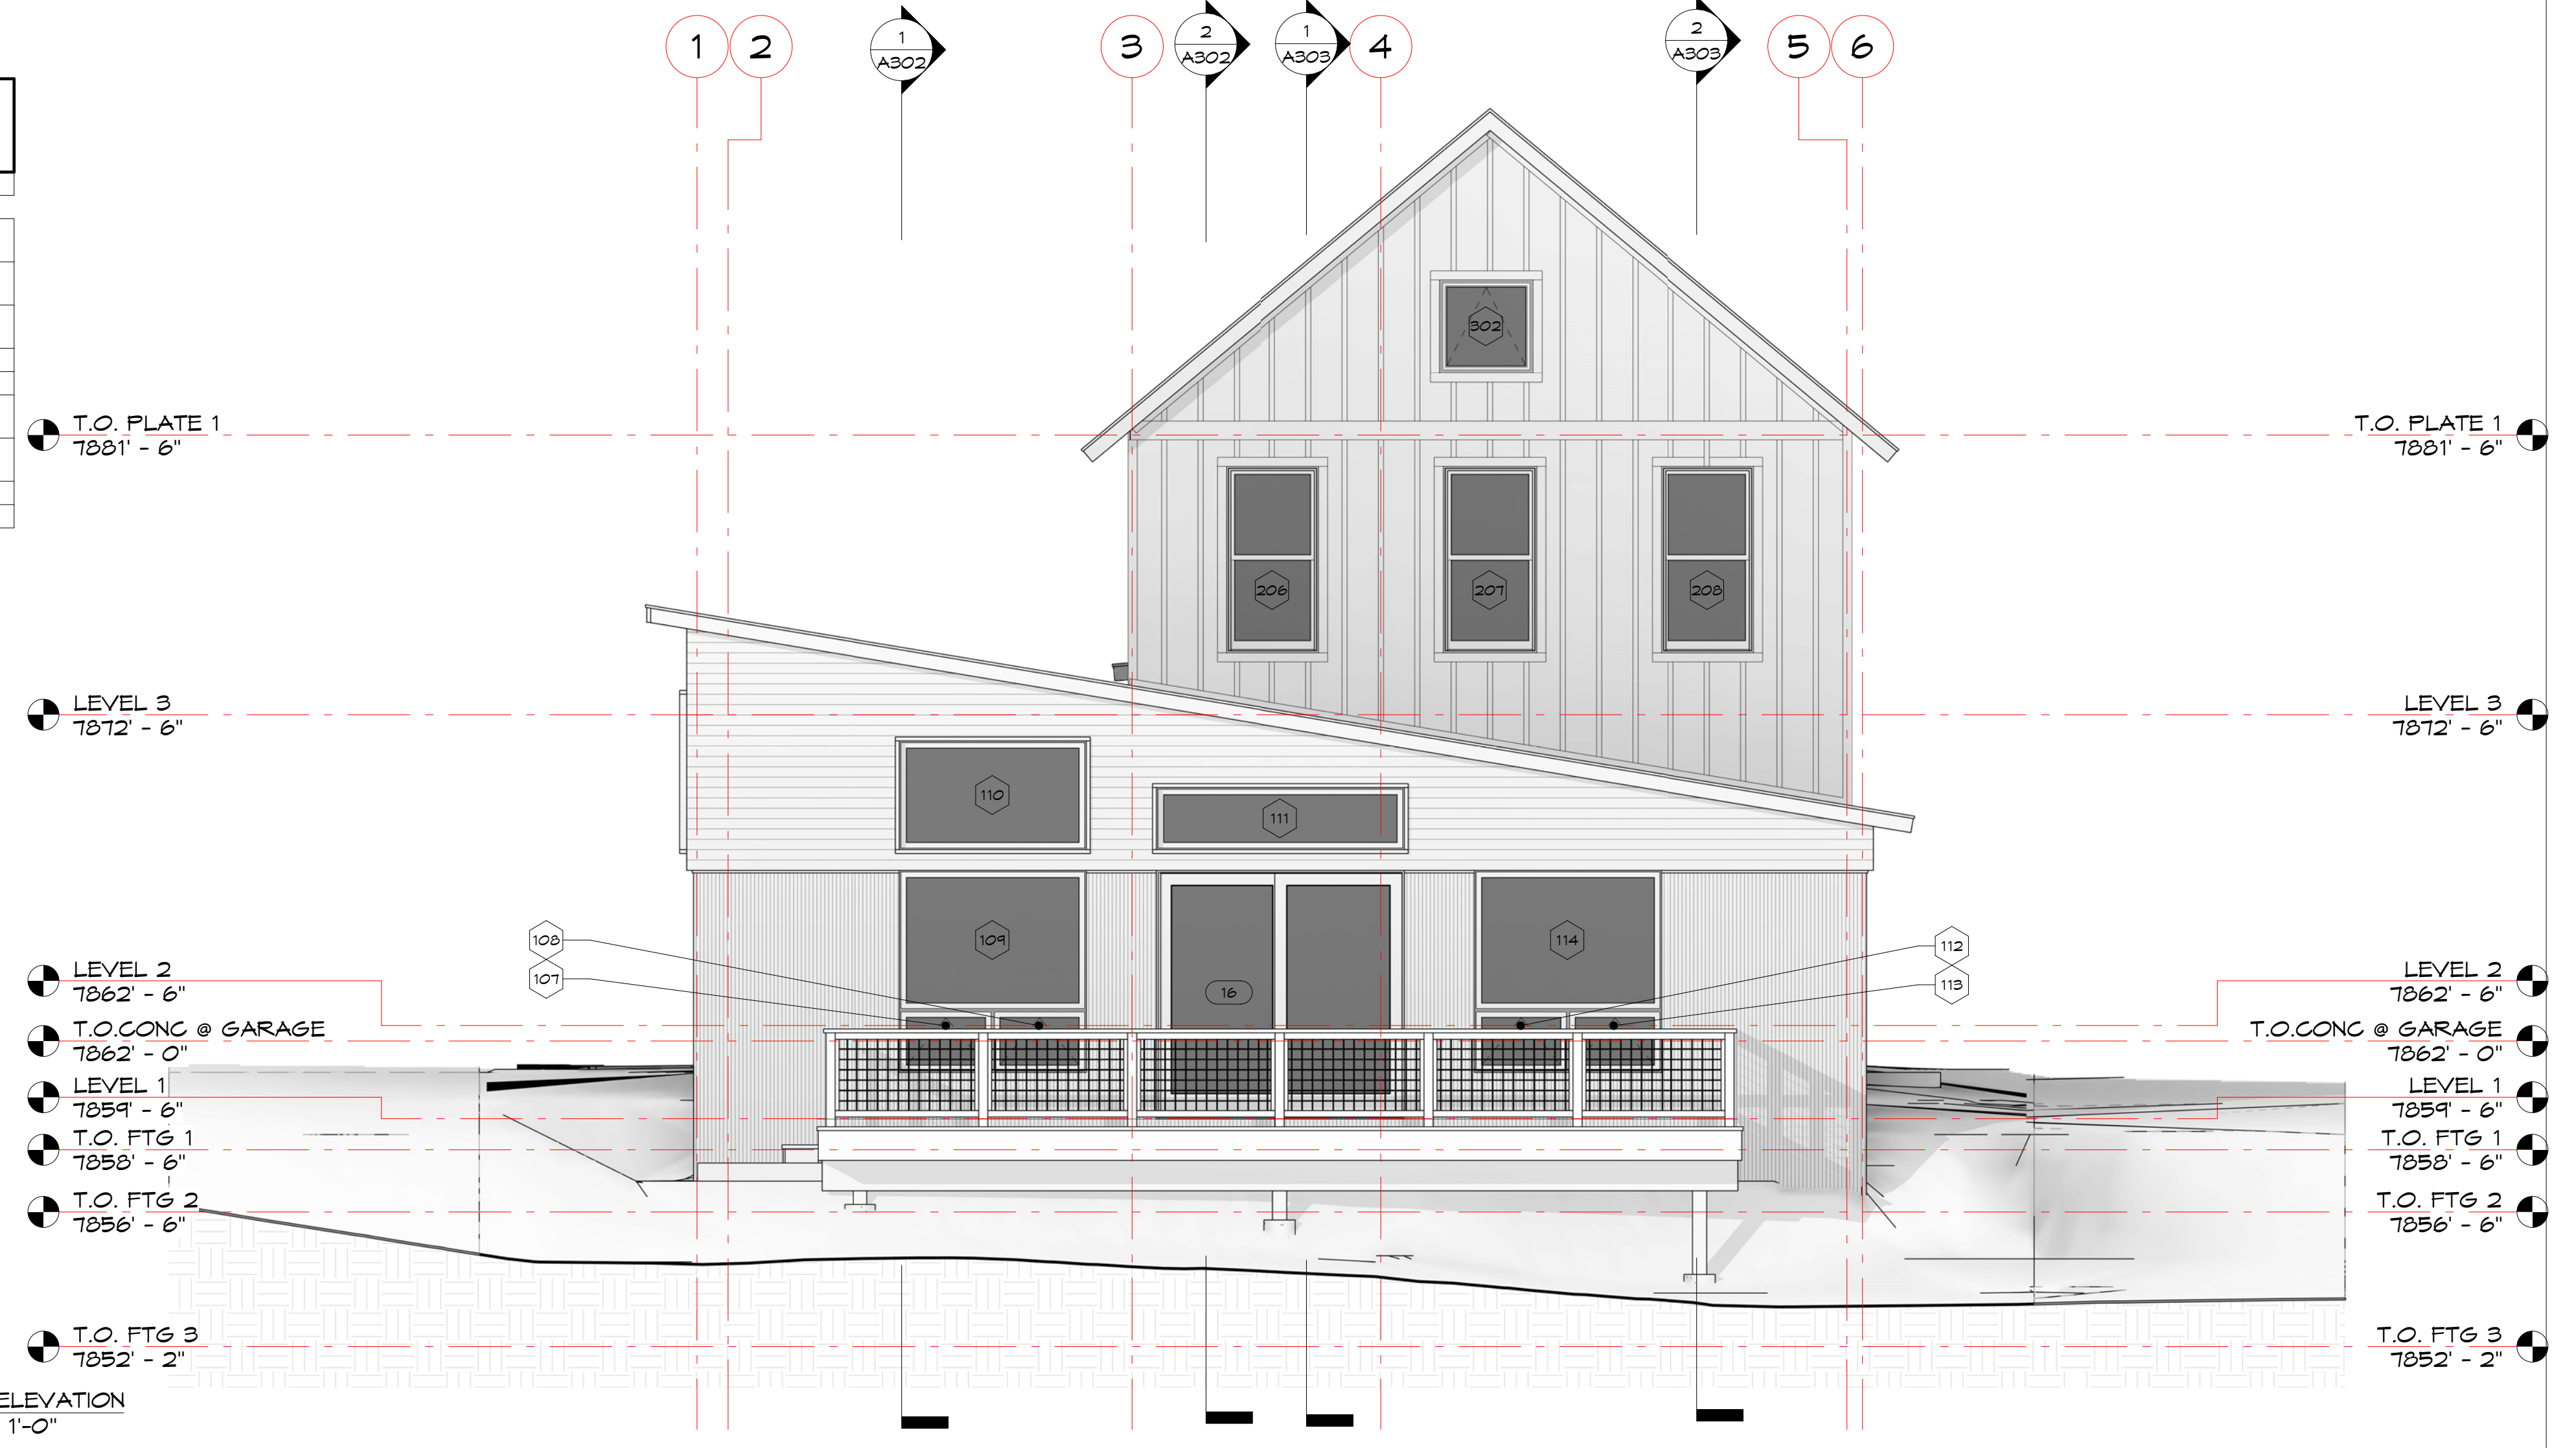 1
2
1
A302
3
2
A302
1
A303
4
2
A303
5
6
302
T.O. PLATE 1
7881' - 6"
T.O. PLATE 1
7881' - 6"
206
207
208
LEVEL 3
7872' - 6"
LEVEL 3
7872' - 6"
110
111
108
109
114
112
107
113
16
LEVEL 2
7862' - 6"
LEVEL 2
7862' - 6"
T.O.CONC @ GARAGE
7862' - 0"
T.O.CONC @ GARAGE
7862' - 0"
LEVEL 1
7859' - 6"
LEVEL 1
7859' - 6"
T.O. FTG 1
7858' - 6"
T.O. FTG 1
7858' - 6"
T.O. FTG 2
7856' - 6"
T.O. FTG 2
7856' - 6"
T.O. FTG 3
7852' - 2"
T.O. FTG 3
7852' - 2"
ELEVATION
1'-0"